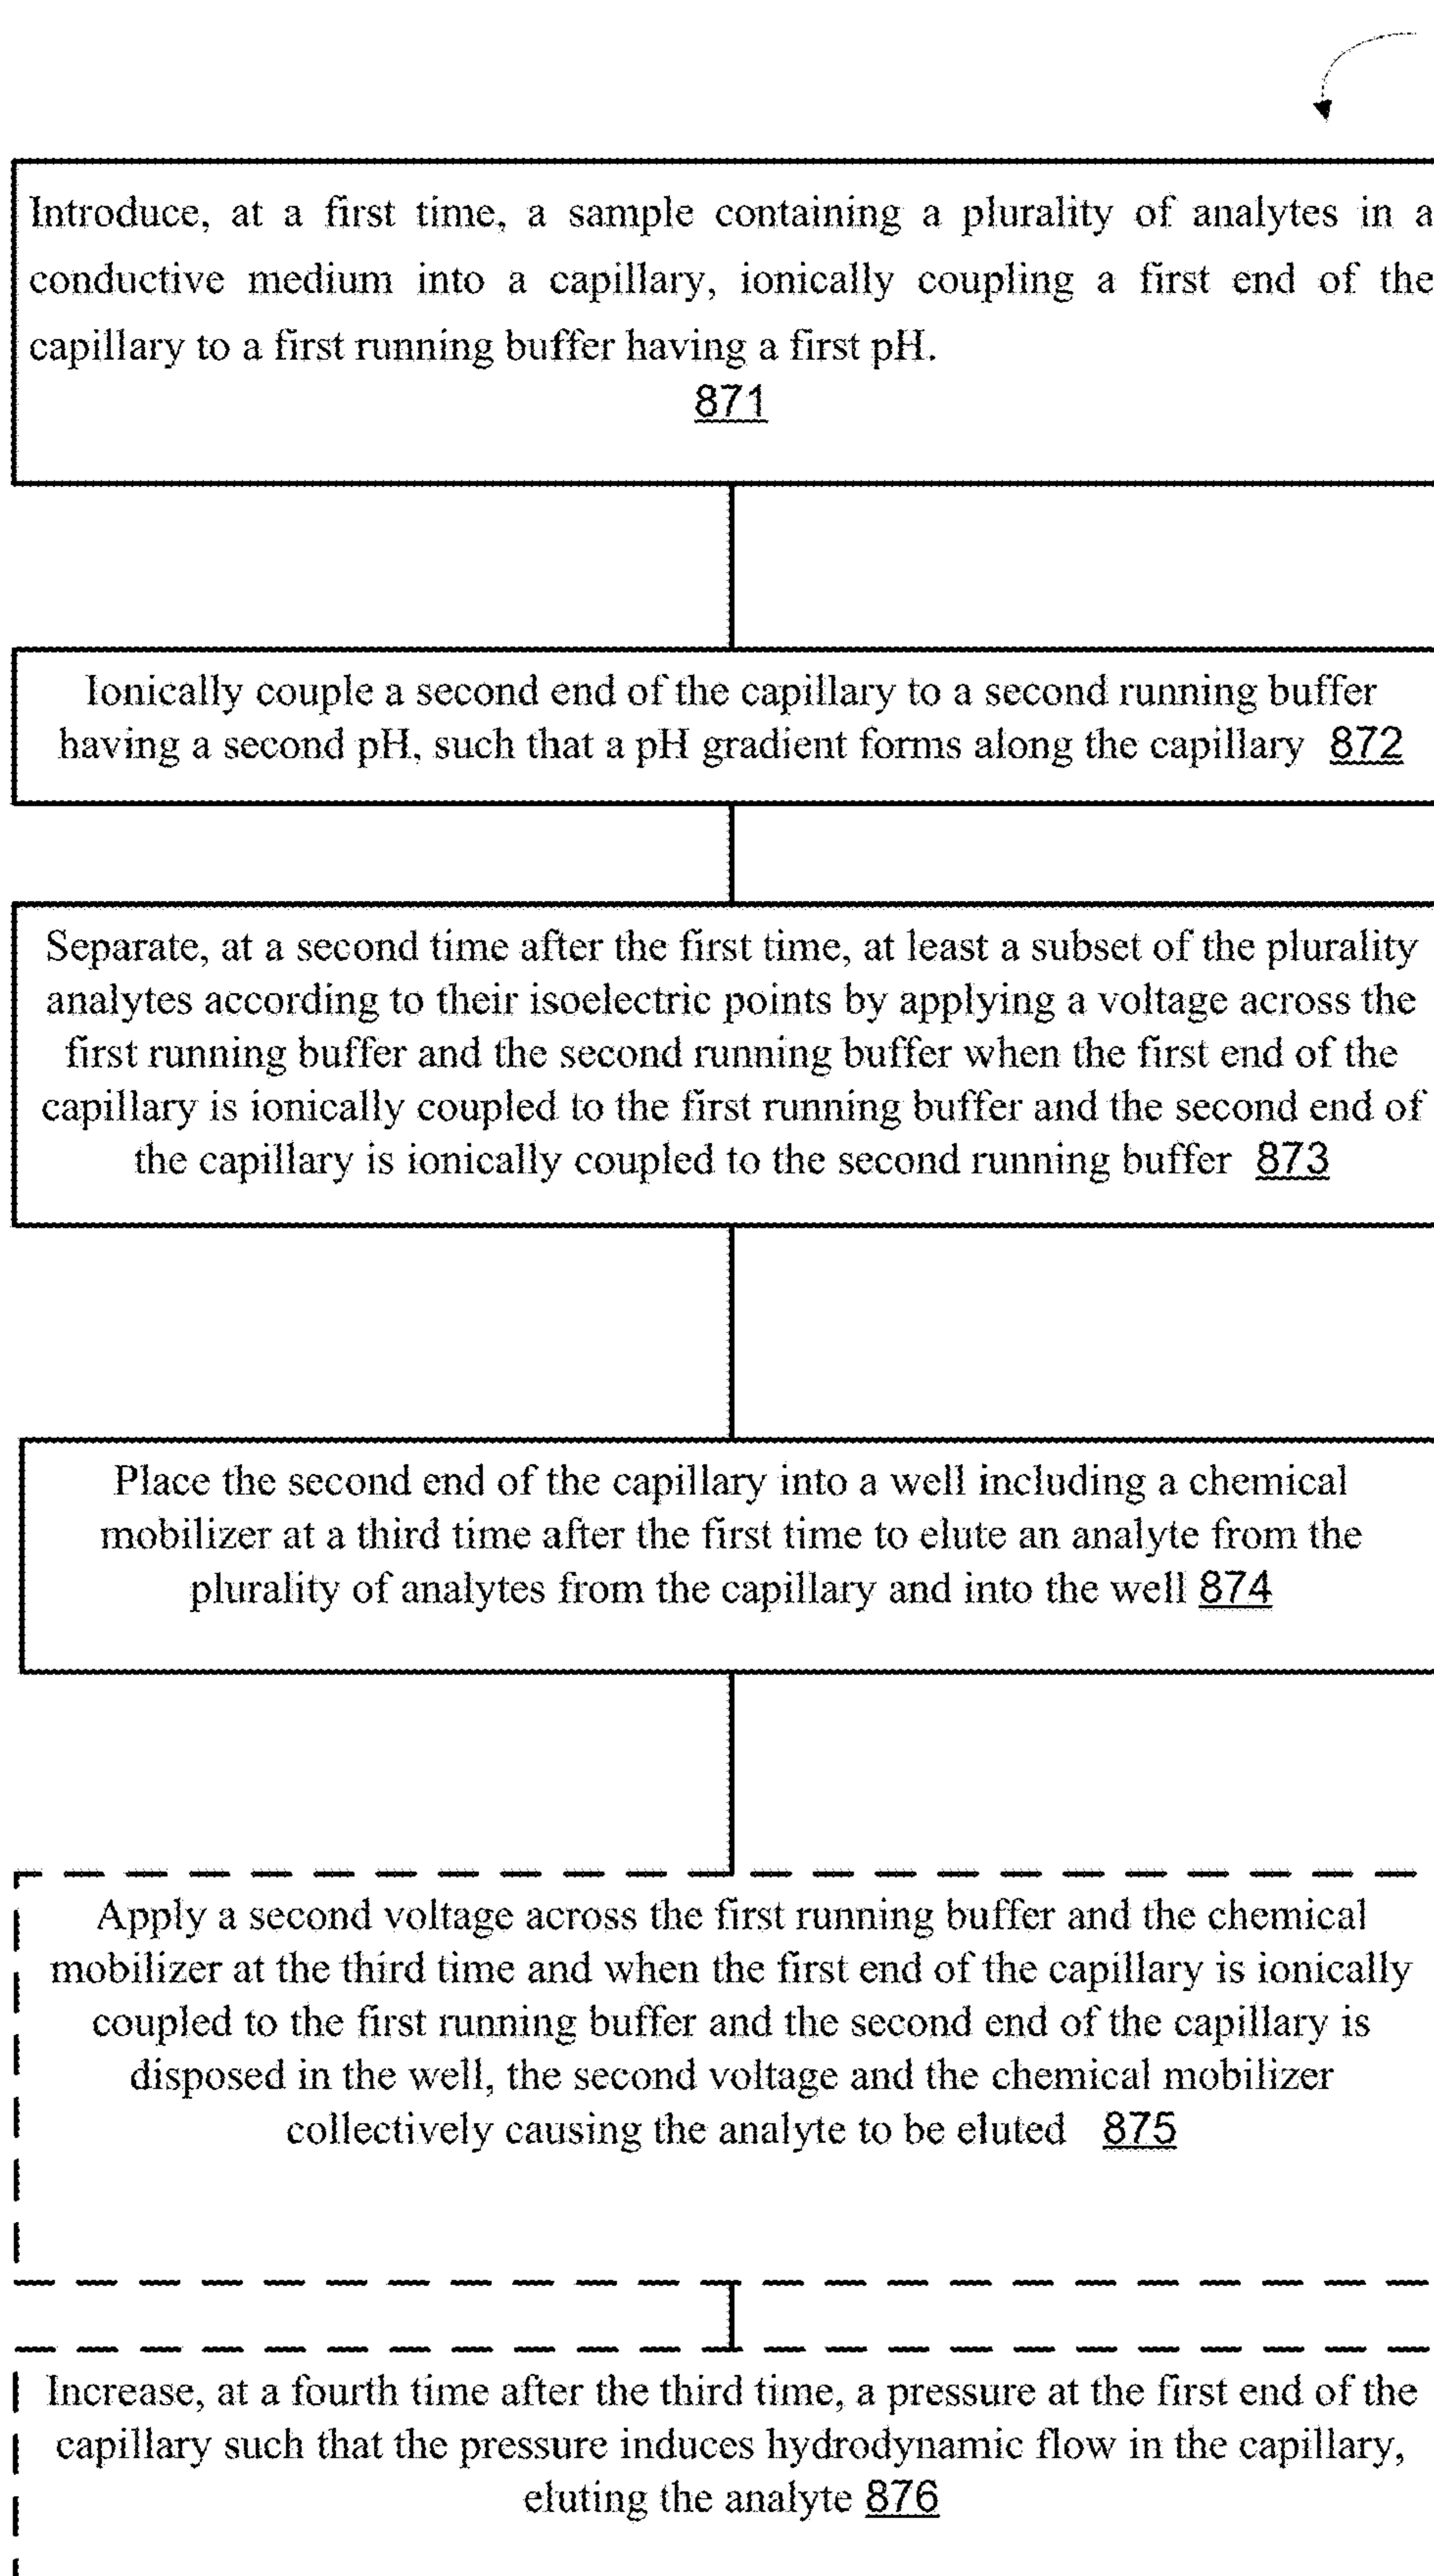 Introduce, at a first time, a sample containing a plurality of analytes in a
conductive medium into a capillary, ionically coupling a first end of the
capillary to a first running buffer having a first pH.
871
Ionically couple a second end of the capillary to a second running buffer
having a second pH, such that a pH gradient forms along the capillary 872
Separate, at a second time after the first time, at least a subset of the plurality
analytes according to their isoelectric points by applying a voltage across the
first running buffer and the second running buffer when the first end of the
capillary is ionically coupled to the first running buffer and the second end of
the capillary is ionically coupled to the second running buffer 873
Place the second end of the capillary into a well including a chemical
mobilizer at a third time after the first time to elute an analyte from the
plurality of analytes from the capillary and into the well 874
Apply a second voltage across the first running buffer and the chemical
mobilizer at the third time and when the first end of the capillary is ionically
coupled to the first running buffer and the second end of the capillary is
disposed in the well, the second voltage and the chemical mobilizer
collectively causing the analyte to be eluted 875
Increase, at a fourth time after the third time, a pressure at the first end of the
capillary such that the pressure induces hydrodynamic flow in the capillary,
eluting the analyte 876